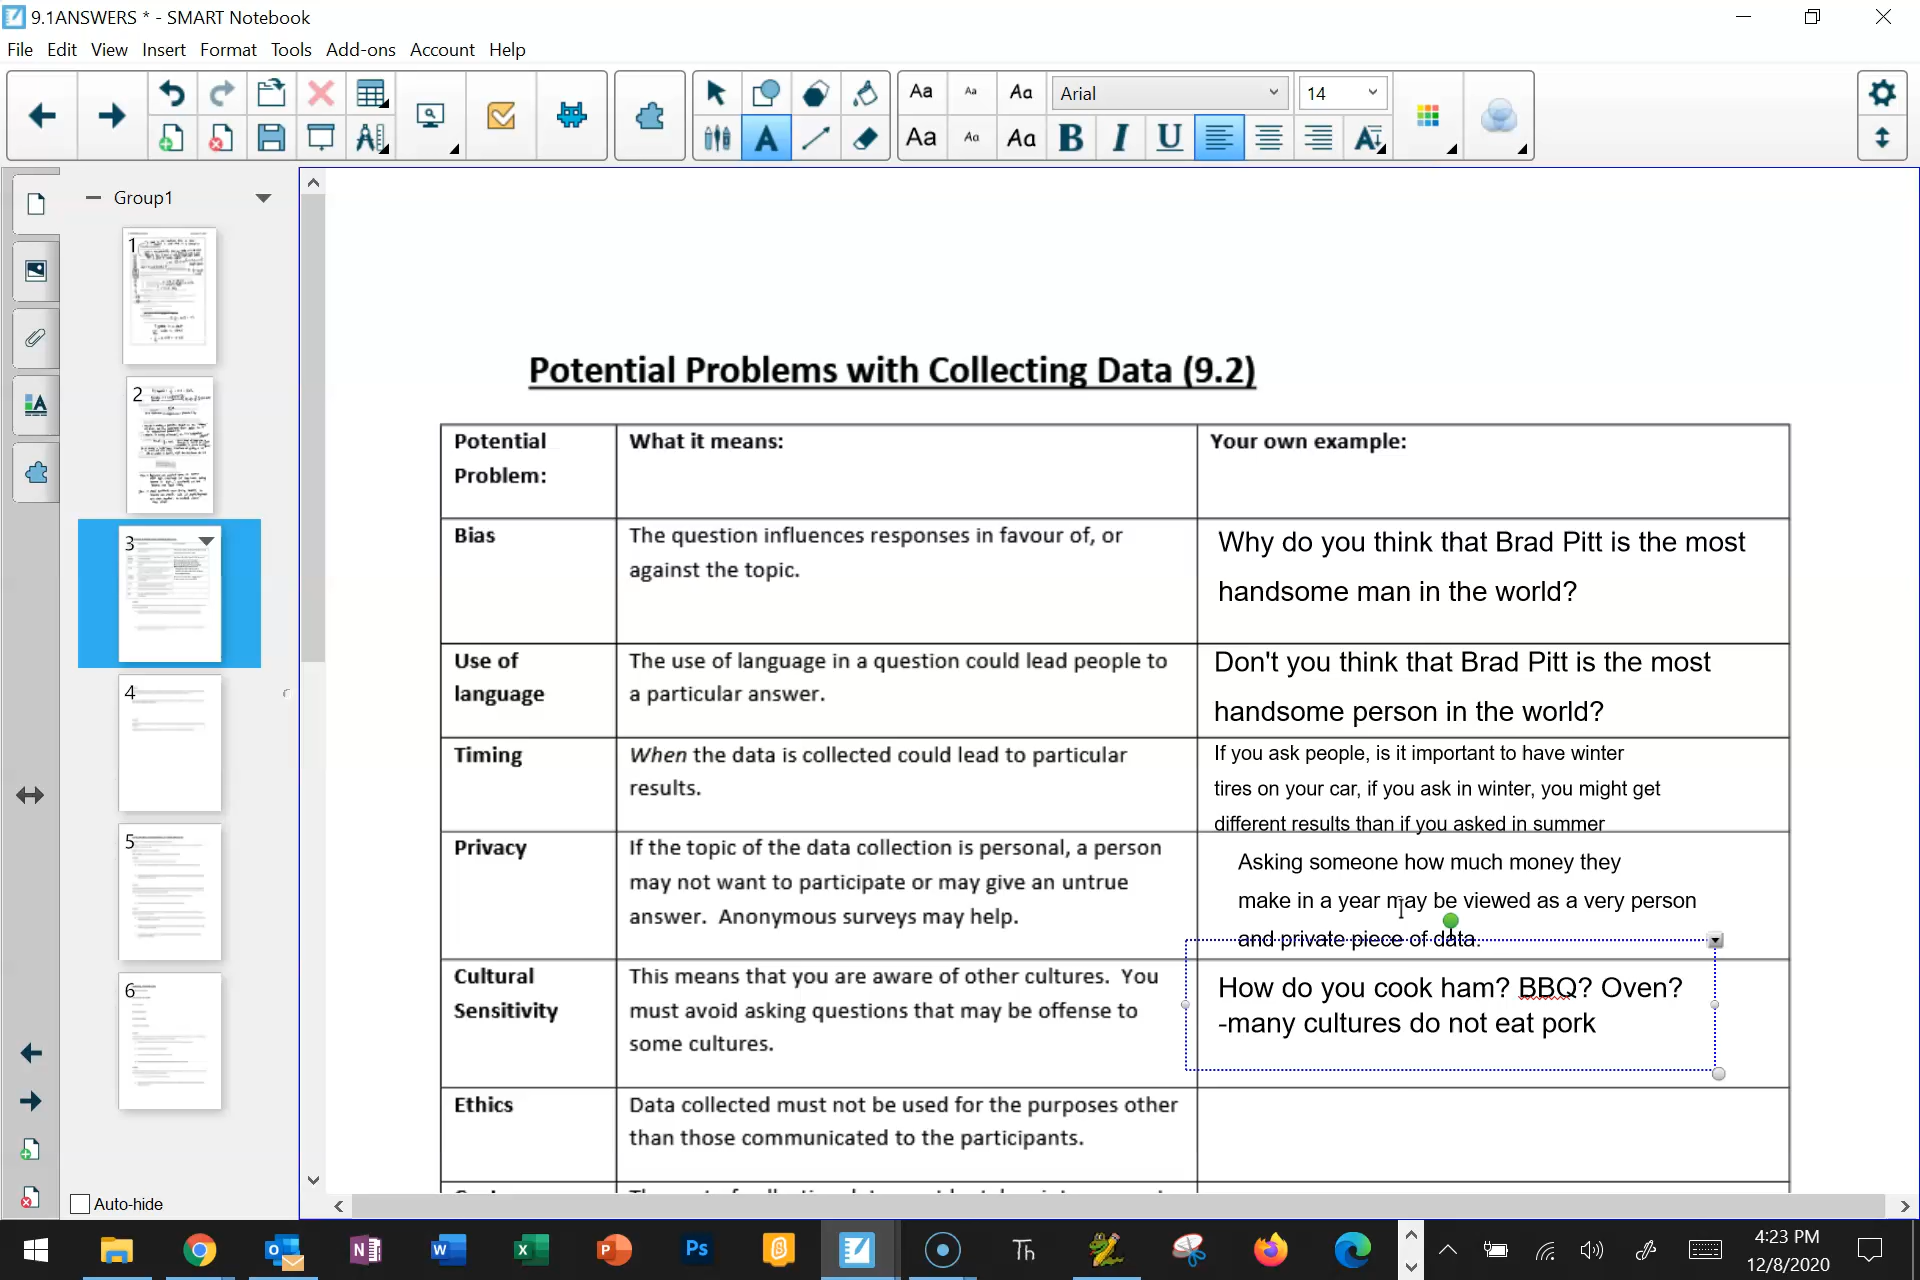 9.1ANSWERS * - SMART Notebook
File Edit View Insert Format Tools Add-ons Account Help
Aa Aa Aa Arial 14
A Aa Aa Aa B I U A
Group1
1
2
3
4
5
6
Auto-hide
Potential Problems with Collecting Data (9.2)
Potential
Problem:
What it means:
Your own example:
Bias
The question influences responses in favour of, or
against the topic.
Why do you think that Brad Pitt is the most
handsome man in the world?
Use of
language
The use of language in a question could lead people to
a particular answer.
Don't you think that Brad Pitt is the most
handsome person in the world?
Timing
When the data is collected could lead to particular
results.
If you ask people, is it important to have winter
tires on your car, if you ask in winter, you might get
different results than if you asked in summer
Privacy
If the topic of the data collection is personal, a person
may not want to participate or may give an untrue
answer. Anonymous surveys may help.
Asking someone how much money they
make in a year may be viewed as a very person
and private piece of data.
Cultural
Sensitivity
This means that you are aware of other cultures. You
must avoid asking questions that may be offense to
some cultures.
How do you cook ham? BBQ? Oven?
-many cultures do not eat pork
Ethics
Data collected must not be used for the purposes other
than those communicated to the participants.
Ps
Th
4:23 PM
12/8/2020